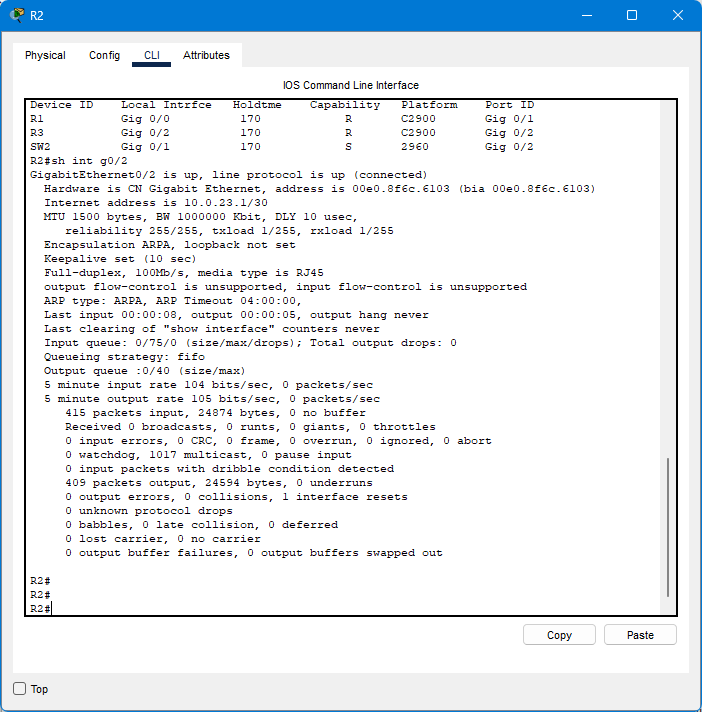 R2
Physical Config CLI Attributes
IOS Command Line Interface
Device ID Local Intrfce Holdtme Capability Platform Port ID
R1 Gig 0/0 170 R C2900 Gig 0/1
R3 Gig 0/2 170 R C2900 Gig 0/2
SW2 Gig 0/1 170 S 2960 Gig 0/2
R2#sh int g0/2
GigabitEthernet0/2 is up, line protocol is up (connected)
Hardware is CN Gigabit Ethernet, address is 00e0.8f6c.6103 (bia 00e0.8f6c.6103)
Internet address is 10.0.23.1/30
MTU 1500 bytes, BW 1000000 Kbit, DLY 10 usec,
reliability 255/255, txload 1/255, rxload 1/255
Encapsulation ARPA, loopback not set
Keepalive set (10 sec)
Full-duplex, 100Mb/s, media type is RJ45
output flow-control is unsupported, input flow-control is unsupported
ARP type: ARPA, ARP Timeout 04:00:00,
Last input 00:00:08, output 00:00:05, output hang never
Last clearing of "show interface" counters never
Input queue: 0/75/0 (size/max/drops); Total output drops: 0
Queueing strategy: fifo
Output queue :0/40 (size/max)
5 minute input rate 104 bits/sec, 0 packets/sec
5 minute output rate 105 bits/sec, 0 packets/sec
415 packets input, 24874 bytes, 0 no buffer
Received 0 broadcasts, 0 runts, 0 giants, 0 throttles
0 input errors, 0 CRC, 0 frame, 0 overrun, 0 ignored, 0 abort
0 watchdog, 1017 multicast, 0 pause input
0 input packets with dribble condition detected
409 packets output, 24594 bytes, 0 underruns
0 output errors, 0 collisions, 1 interface resets
0 unknown protocol drops
0 babbles, 0 late collision, 0 deferred
0 lost carrier, 0 no carrier
0 output buffer failures, 0 output buffers swapped out
R2#
R2#
R2#
Copy Paste
Top